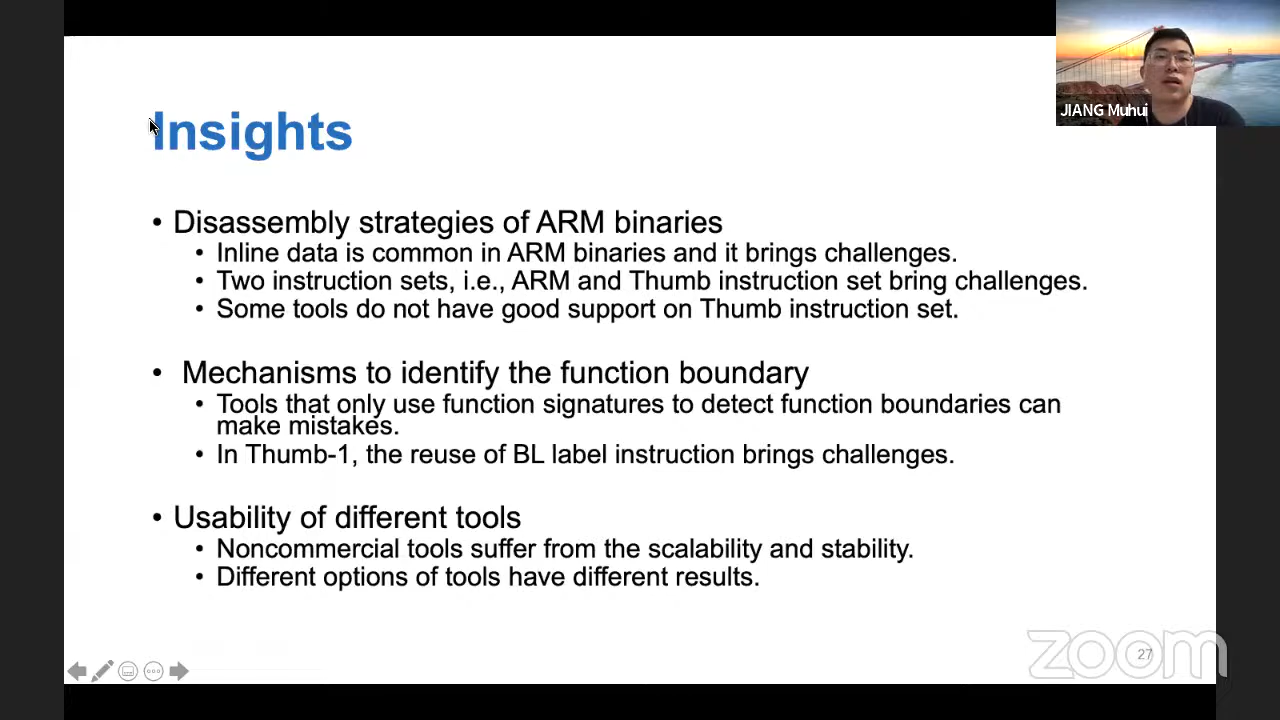 Insights
JIANG Muhui
• Disassembly strategies of ARM binaries
• Inline data is common in ARM binaries and it brings challenges.
• Two instruction sets, i.e., ARM and Thumb instruction set bring challenges.
• Some tools do not have good support on Thumb instruction set.
• Mechanisms to identify the function boundary
• Tools that only use function signatures to detect function boundaries can
make mistakes.
• In Thumb-1, the reuse of BL label instruction brings challenges.
• Usability of different tools
• Noncommercial tools suffer from the scalability and stability.
• Different options of tools have different results.
zoom
27